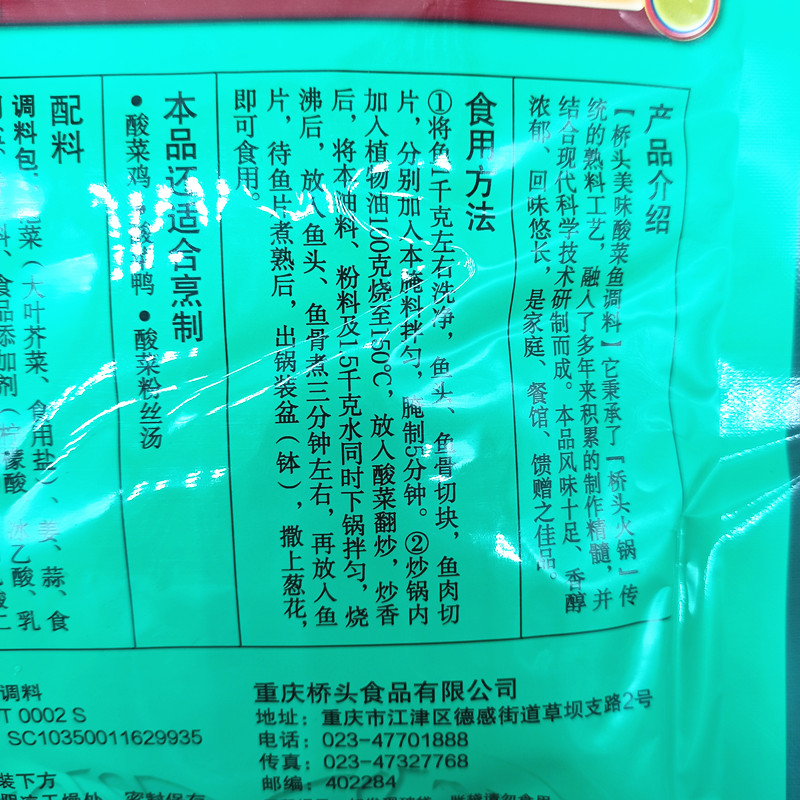 产品介绍
【桥头美味酸菜鱼调料】它秉承了『桥头火锅』传
统的熟料工艺，融入了多年来积累的制作精髓，并
结合现代科学技术研制而成。本品风味十足、香醇
浓郁、回味悠长，是家庭、餐馆、馈赠之佳品。
食用方法
①将鱼1千克左右洗净，鱼头、鱼骨切块，鱼肉切
片，分别加入本腌料拌匀，腌制5分钟。②炒锅内
加入植物油100克烧至150℃，放入酸菜翻炒，炒香
后，将本油料、粉料及1.5千克水同时下锅拌匀，烧
沸后，放入鱼头、鱼骨煮三分钟左右，再放入鱼
片，待鱼片煮熟后，出锅装盆（钵），撒上葱花，
即可食用。
本品还适合烹制
●酸菜鸡 鸭 ●酸菜粉丝汤
配料
调料包 菜（大叶芥菜、食用盐）、姜、蒜、食
料、食品添加剂（柠檬酸 冰乙酸、乳
调料
T 0002 S
SC10350011629935
装下方
重庆桥头食品有限公司
地址：重庆市江津区德感街道草坝支路2号
电话：023-47701888
传真：023-47327768
邮编：402284